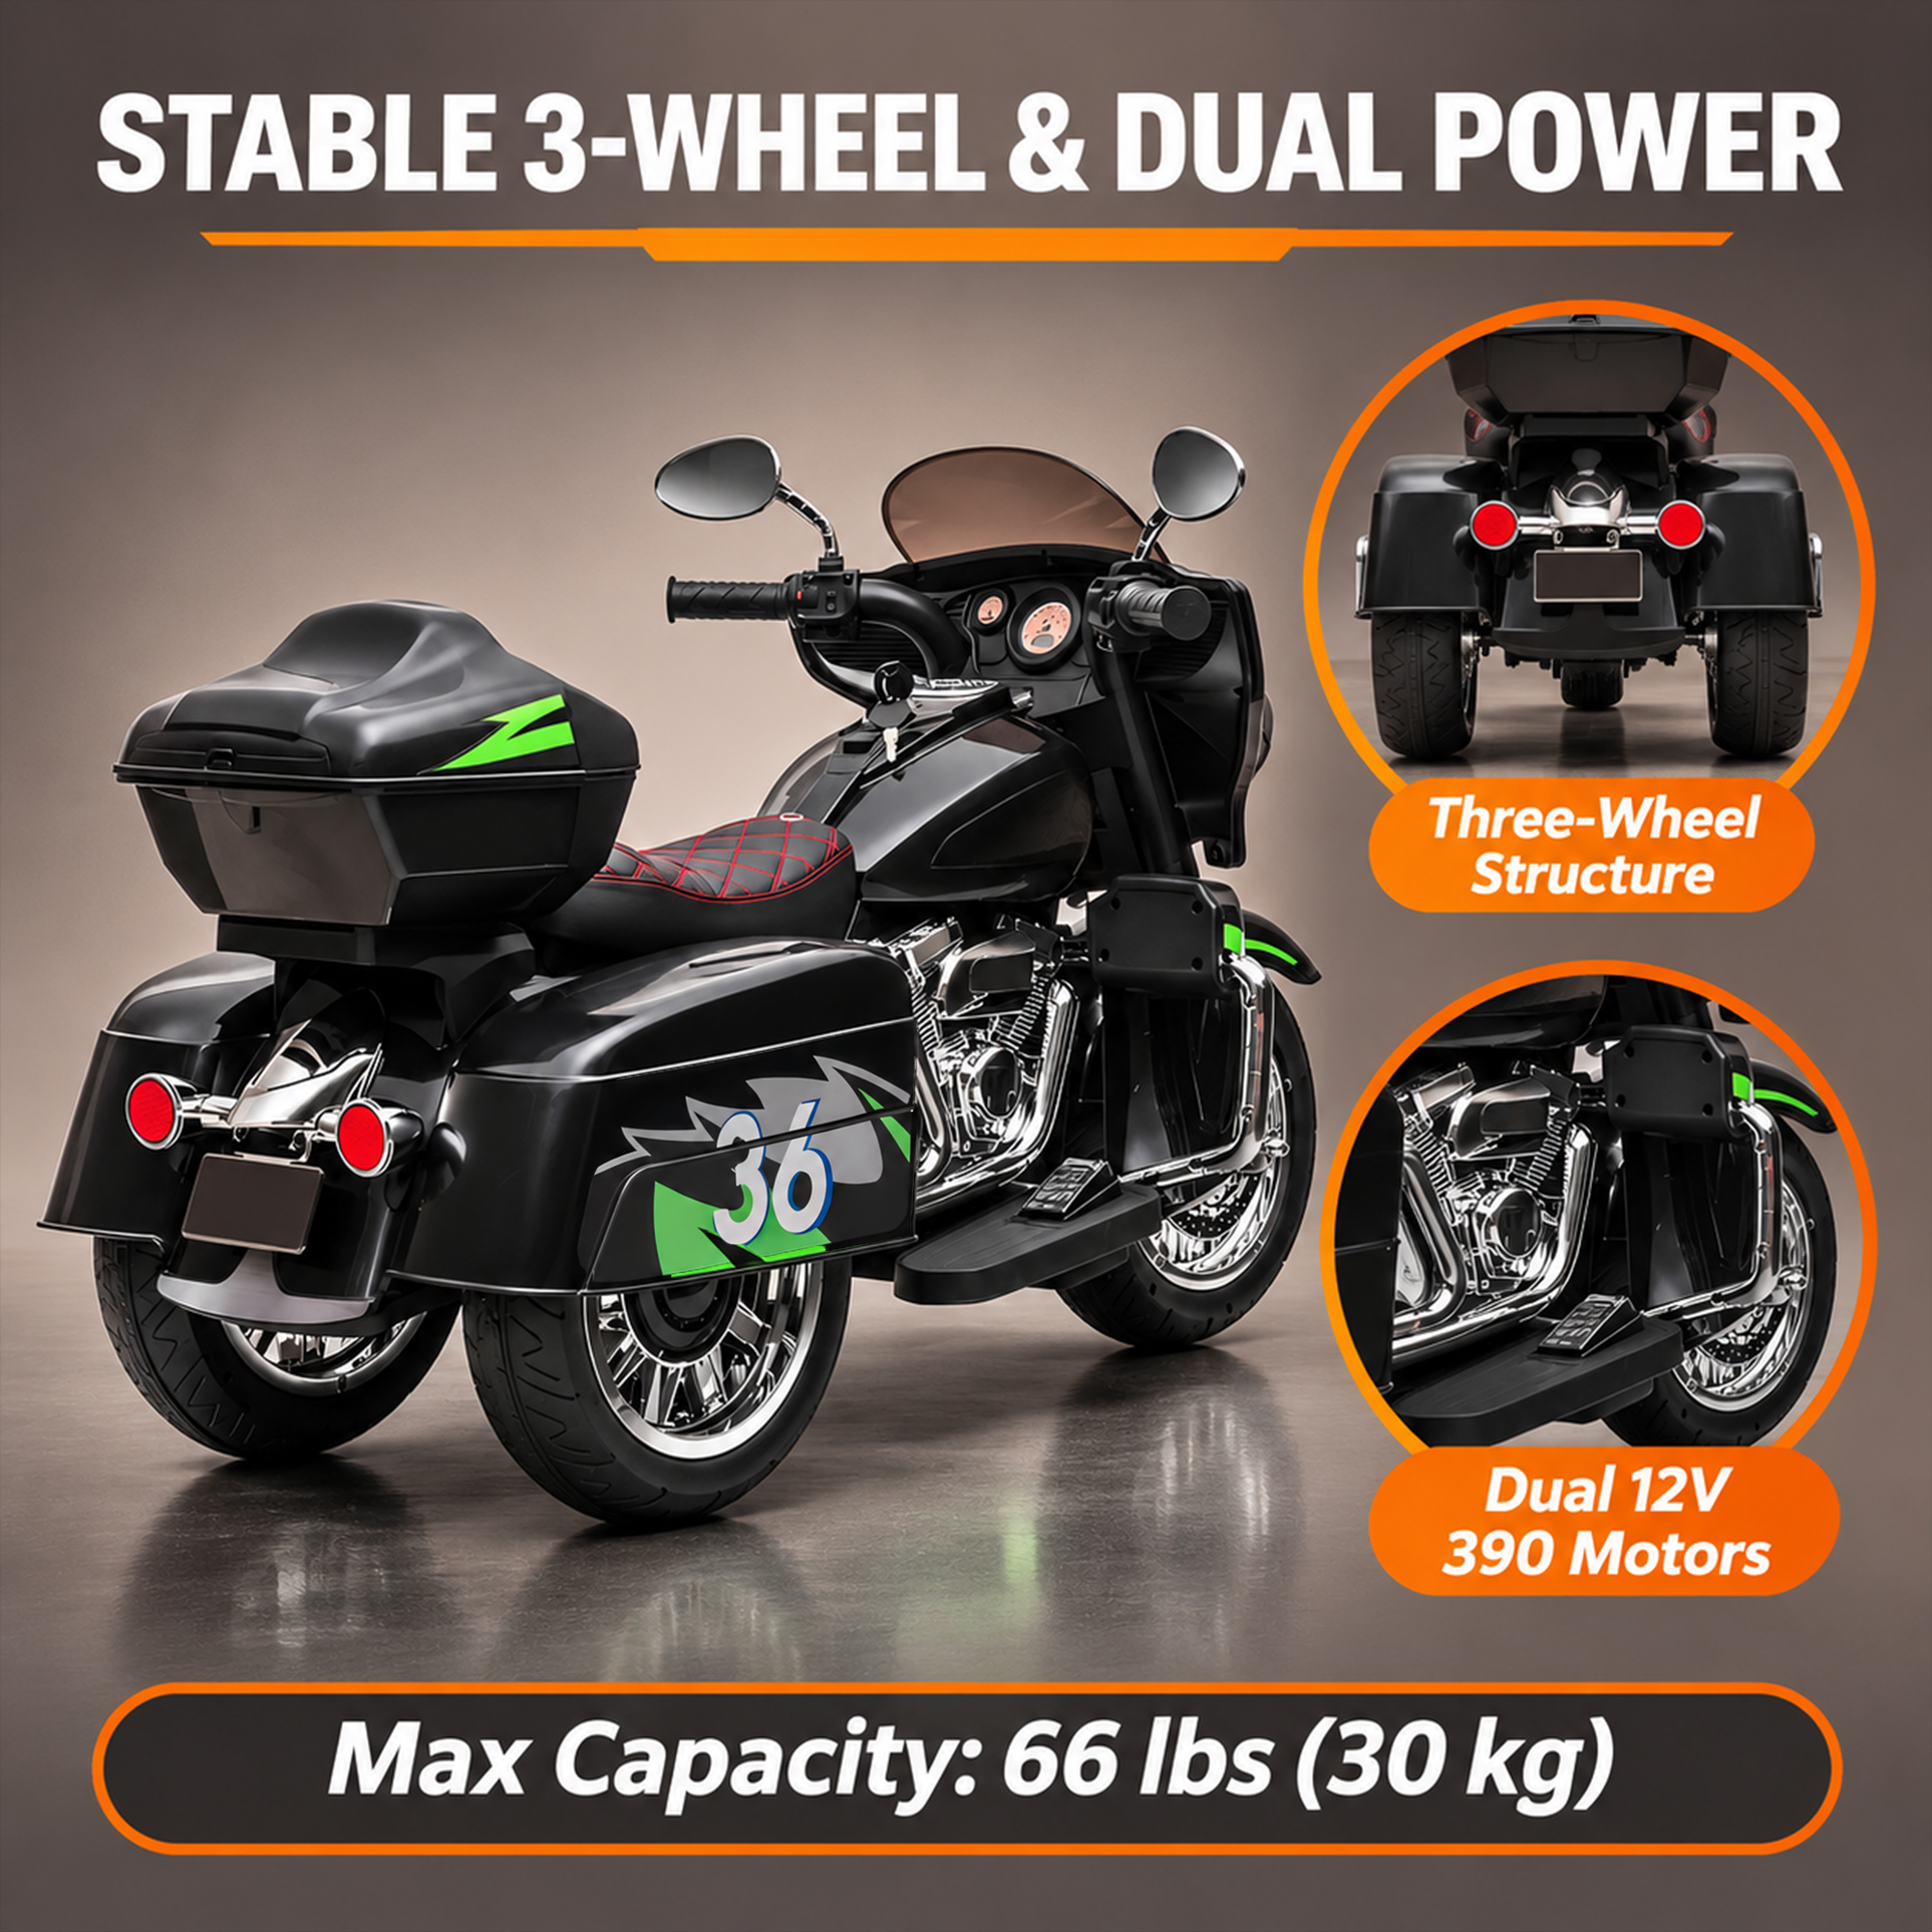 STABLE 3-WHEEL & DUAL POWER
Three-Wheel
Structure
36
Dual 12V
390 Motors
Max Capacity: 66 lbs (30 kg)